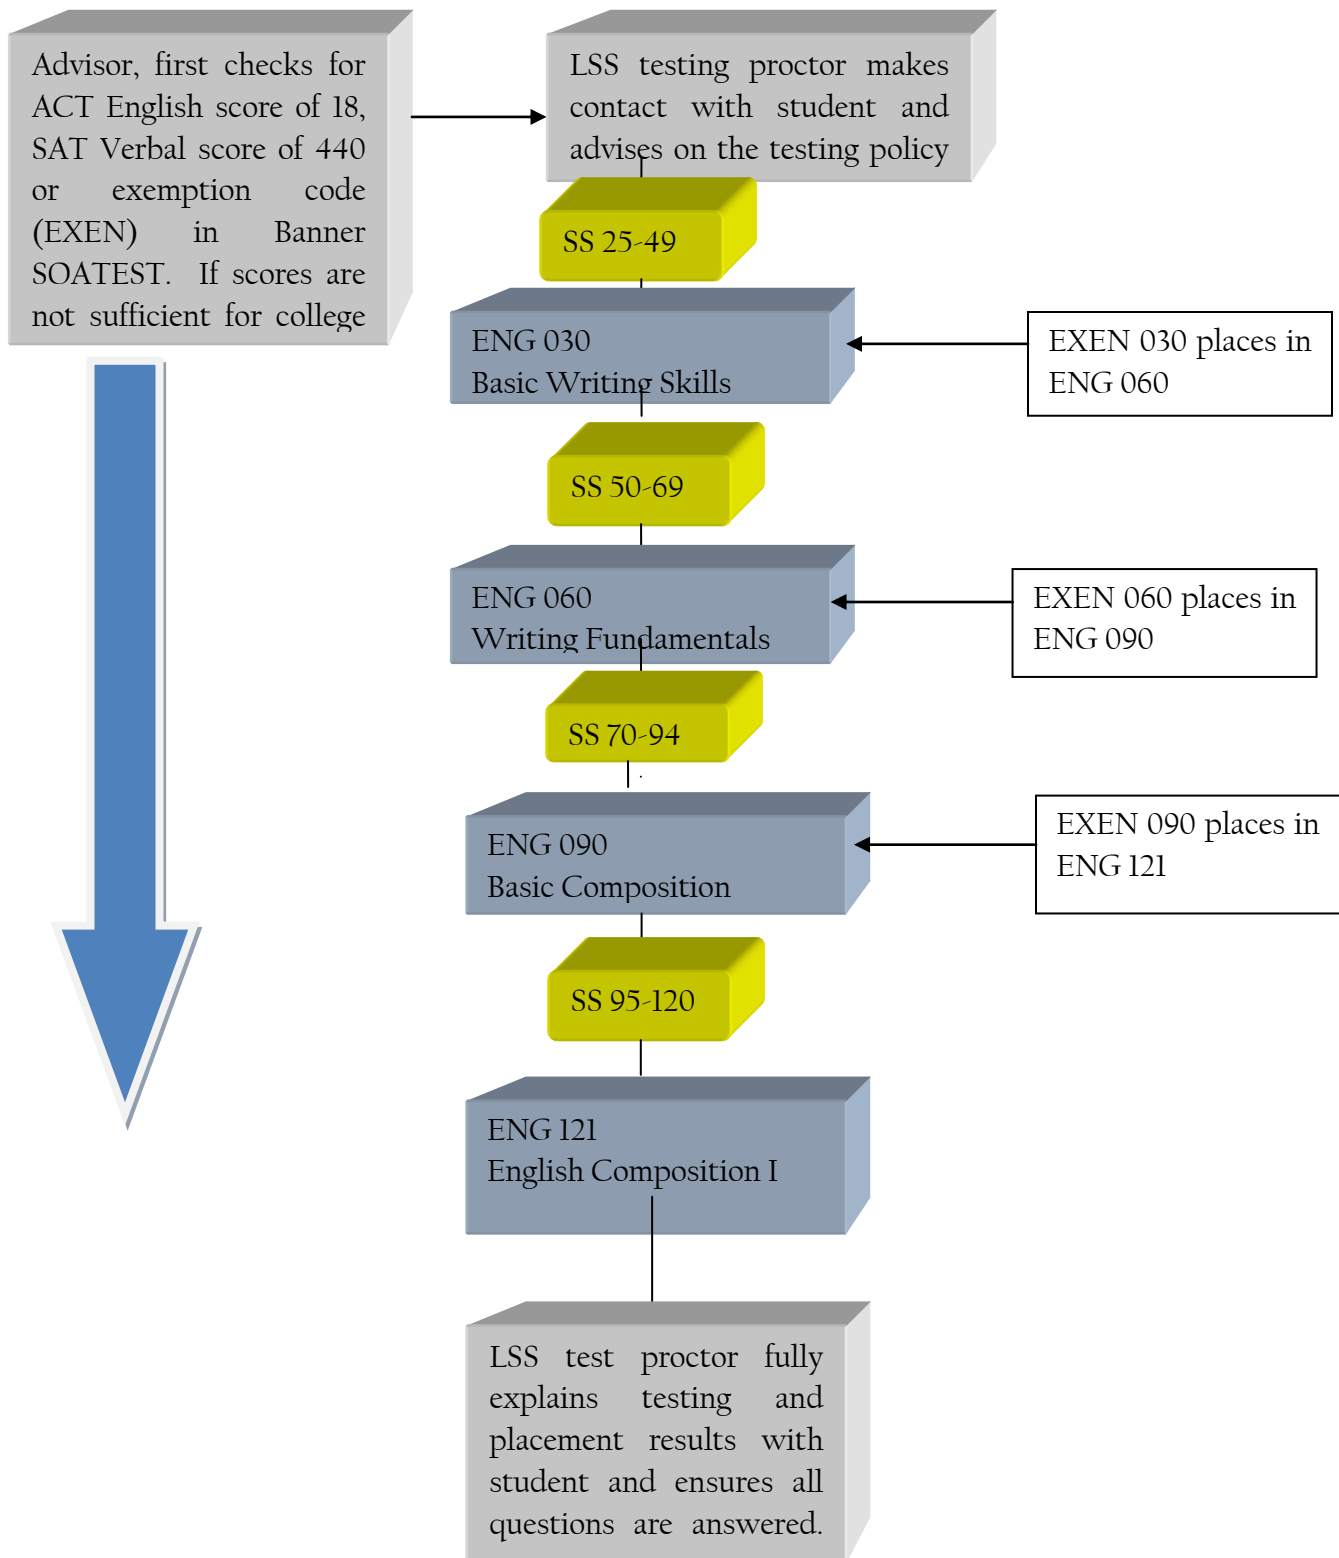 Advisor, first checks for
ACT English score of 18,
SAT Verbal score of 440
or exemption code
(EXEN) in Banner
SOATEST. If scores are
not sufficient for college
LSS testing proctor makes
contact with student and
advises on the testing policy
SS 25-49
ENG 030
Basic Writing Skills
EXEN 030 places in
ENG 060
SS 50-69
ENG 060
Writing Fundamentals
EXEN 060 places in
ENG 090
SS 70-94
.
ENG 090
Basic Composition
EXEN 090 places in
ENG 121
SS 95-120
ENG 121
English Composition I
LSS test proctor fully
explains testing and
placement results with
student and ensures all
questions are answered.